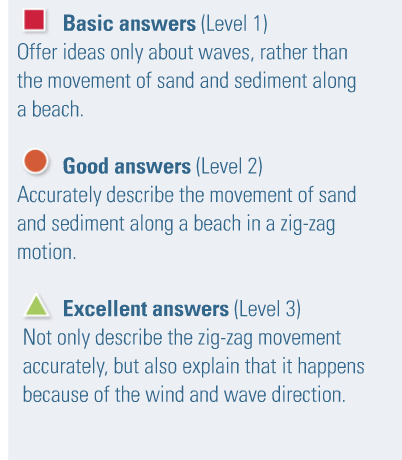 Basic answers (Level 1)
Offer ideas only about waves, rather than
the movement of sand and sediment along
a beach.
Good answers (Level 2)
Accurately describe the movement of sand
and sediment along a beach in a zig-zag
motion.
Excellent answers (Level 3)
Not only describe the zig-zag movement
accurately, but also explain that it happens
because of the wind and wave direction.